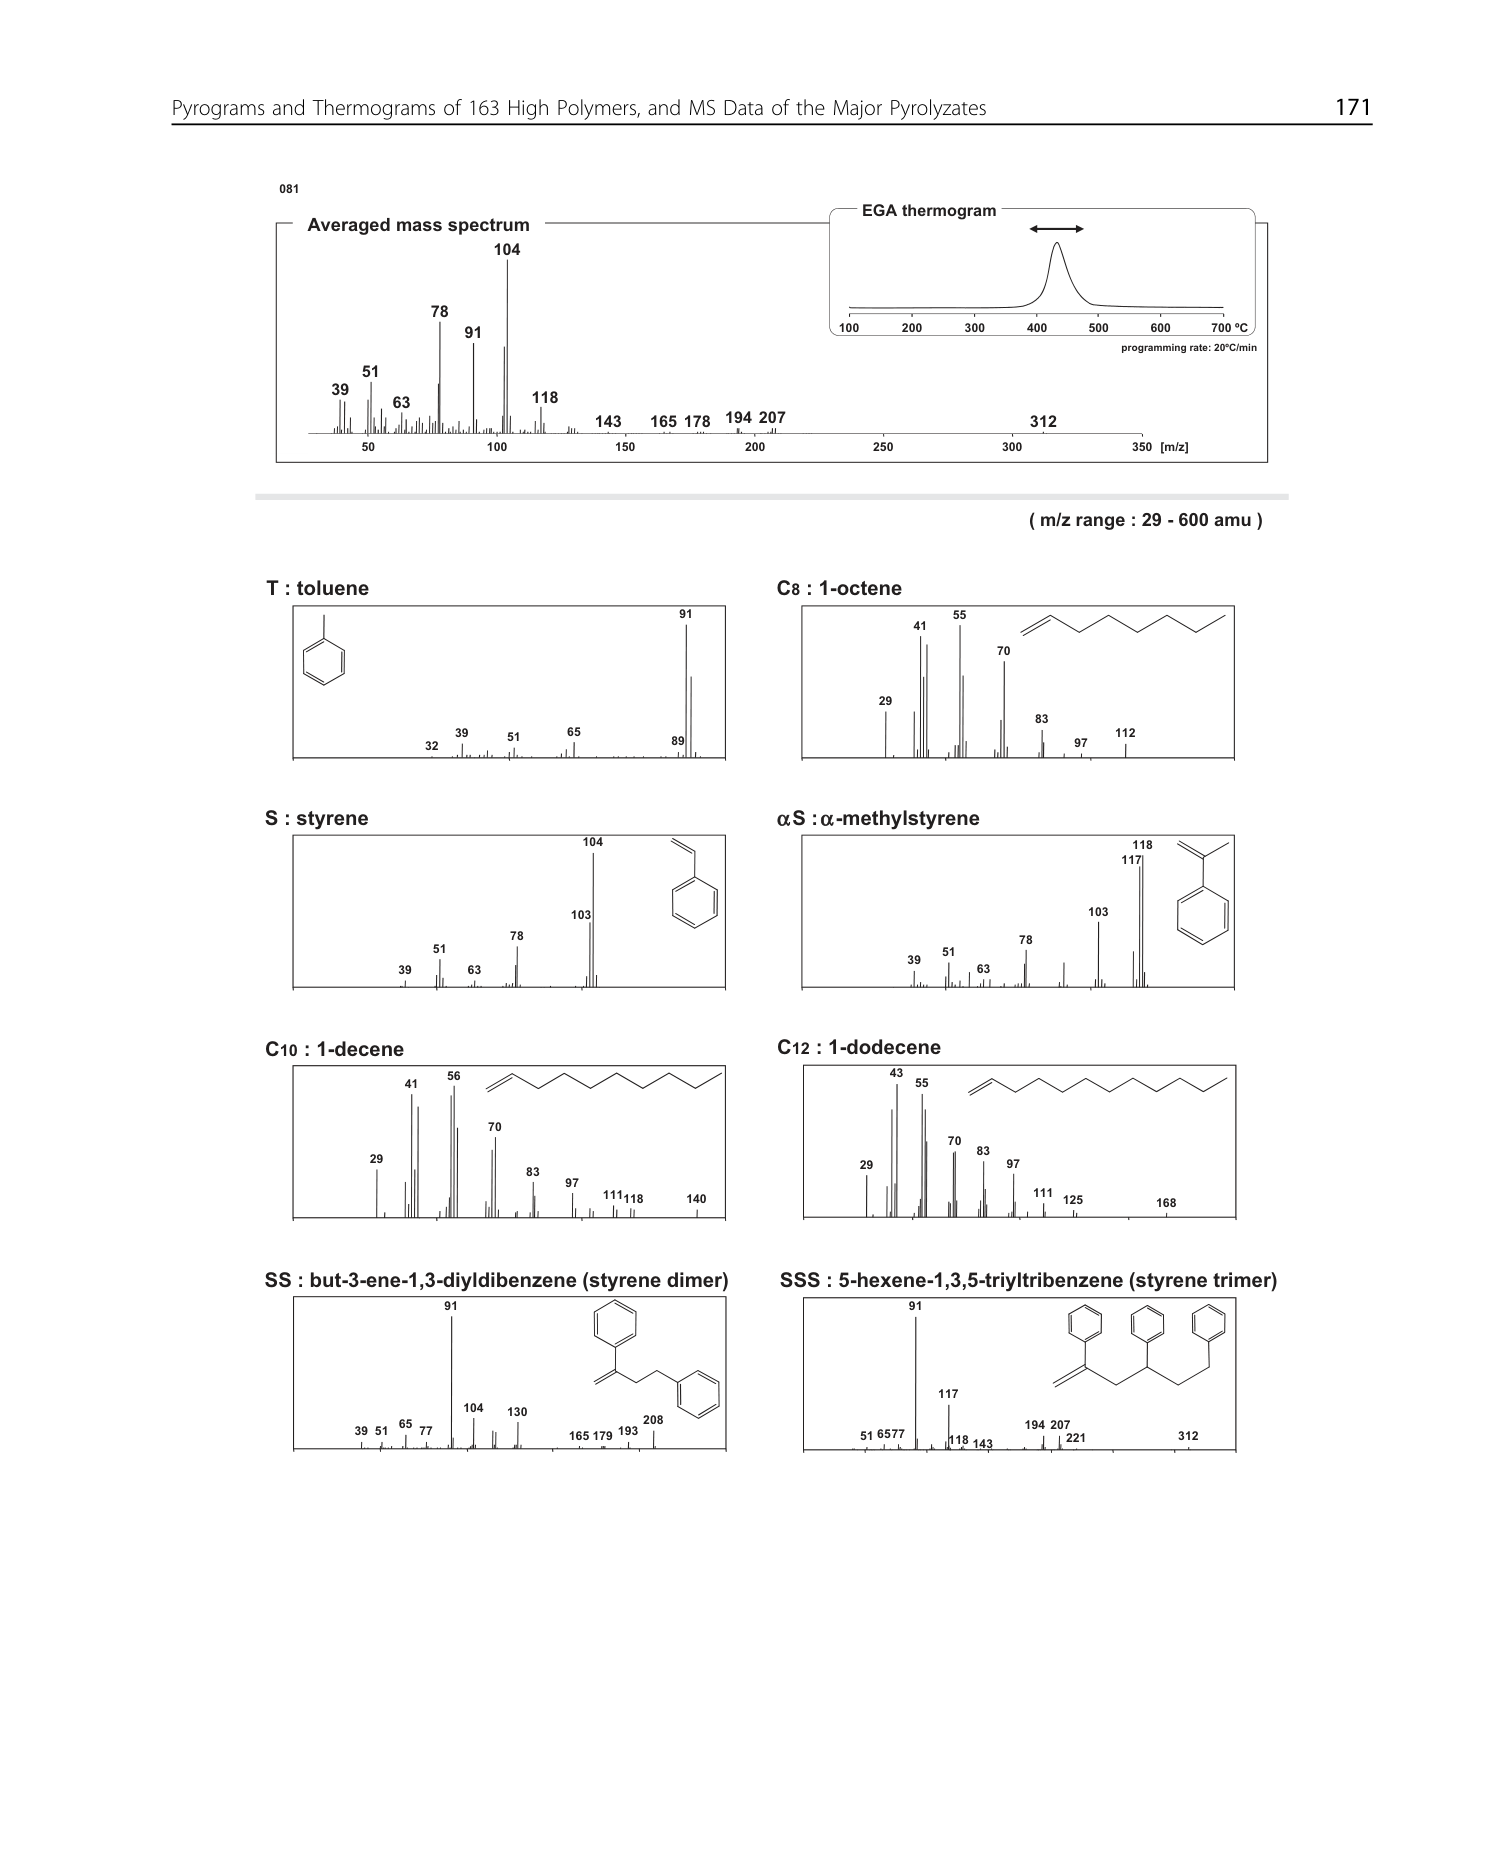 Pyrograms and Thermograms of 163 High Polymers, and MS Data of the Major Pyrolyzates 171
081
Averaged mass spectrum
EGA thermogram
104
78
91
51
39
63
118
143 165 178 194 207
312
50 100 150 200 250 300 350 [m/z]
100 200 300 400 500 600 700 ºC
programming rate: 20ºC/min
( m/z range : 29 - 600 amu )
T : toluene
91
32 39 51 65 89
C8 : 1-octene
29 41 55 70 83 97 112
S : styrene
39 51 63 78 103 104
αS : α-methylstyrene
39 51 63 78 103 117 118
C10 : 1-decene
29 41 56 70 83 97 111 118 140
C12 : 1-dodecene
29 43 55 70 83 97 111 125 168
SS : but-3-ene-1,3-diyldibenzene (styrene dimer)
39 51 65 77 91 104 130 165 179 193 208
SSS : 5-hexene-1,3,5-triyltribenzene (styrene trimer)
51 65 77 91 117 118 143 194 207 221 312